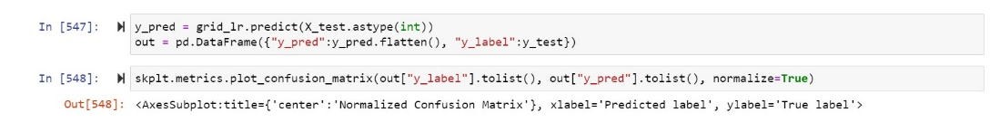 In [547]: y_pred = grid_lr.predict(X_test.astype(int))
out = pd.DataFrame({"y_pred":y_pred.flatten(), "y_label":y_test})
In [548]: skplt.metrics.plot_confusion_matrix(out["y_label"].tolist(), out["y_pred"].tolist(), normalize=True)
Out[548]: <AxesSubplot:title={'center':'Normalized Confusion Matrix'}, xlabel='Predicted label', ylabel='True label'>